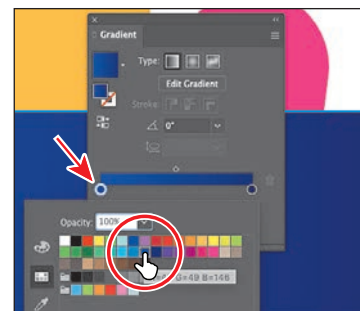 Gradient
Type:
Edit Gradient
Stroke:
0°
Opacity: 100%
G=49 B=146